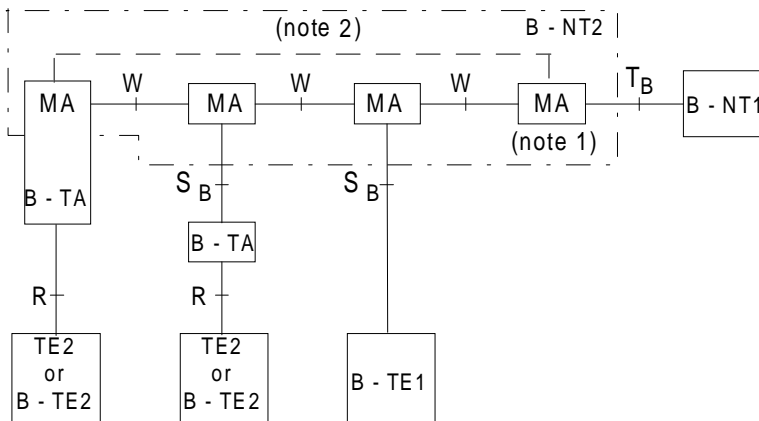 (note 2)
B - NT2
W
W
W
T B
MA
MA
MA
MA
B - NT1
(note 1)
S B
S B
B - TA
B - TA
R
R
TE2
or
B - TE2
TE2
or
B - TE2
B - TE1